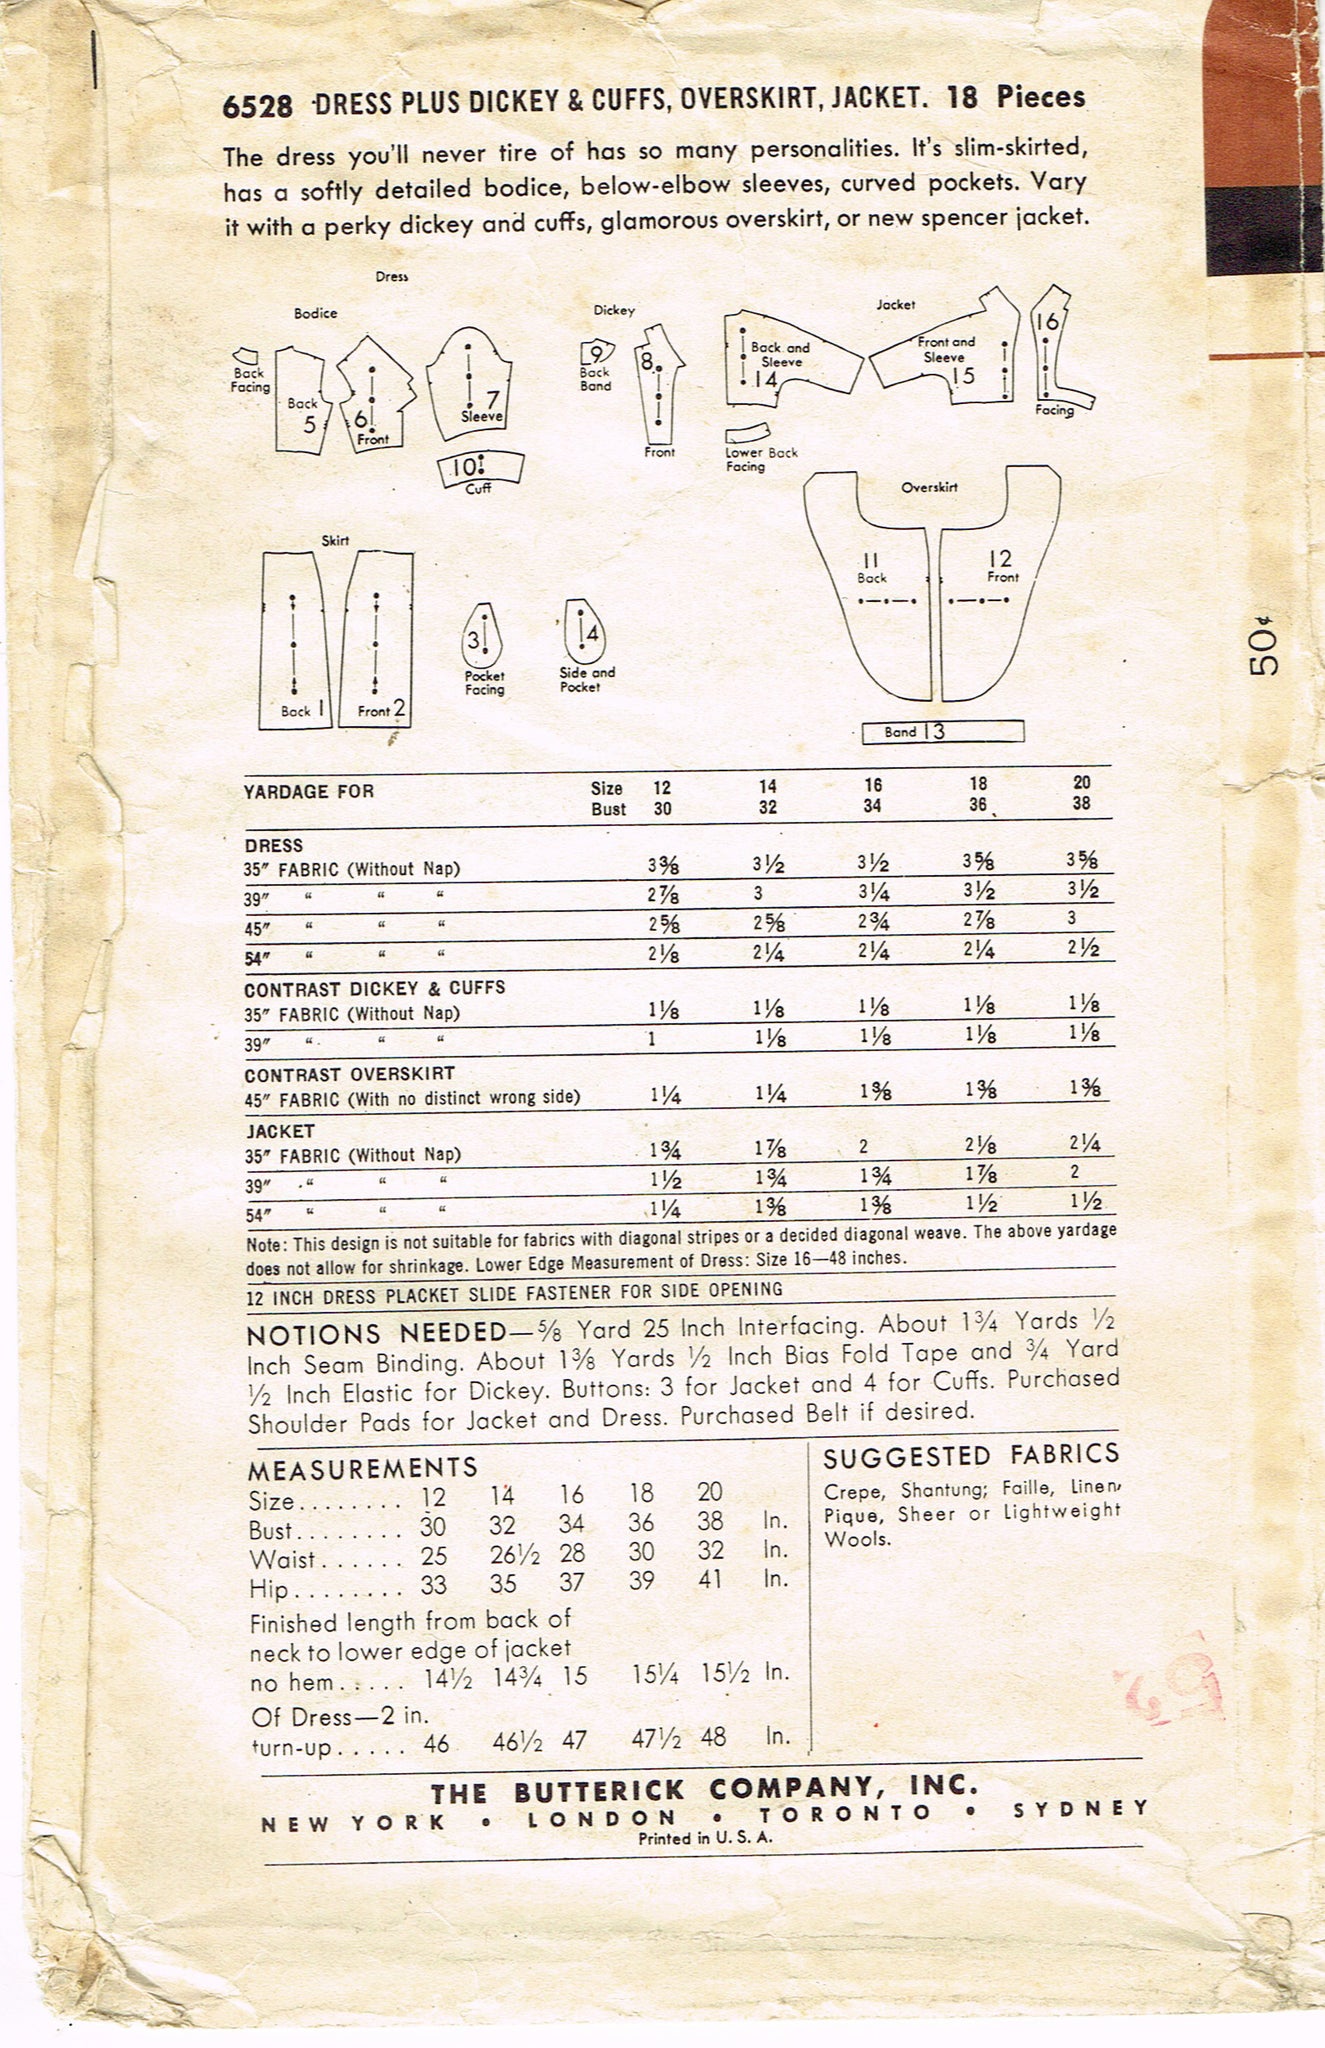 6528 DRESS PLUS DICKEY & CUFFS, OVERSKIRT, JACKET. 18 Pieces
The dress you'll never tire of has so many personalities. It's slim-skirted,
has a softly detailed bodice, below-elbow sleeves, curved pockets. Vary
it with a perky dickey and cuffs, glamorous overskirt, or new spencer jacket.
Dress
Bodice
Back
Facing
Back
5
6
Front
7
Sleeve
10
Cuff
Dickey
9
Back
Band
8
Front
Jacket
Back and
Sleeve
14
Front and
Sleeve
15
16
Facing
Lower Back
Facing
Skirt
Back 1
Front 2
3
Pocket
Facing
4
Side and
Pocket
Overskirt
11
Back
12
Front
Band 13
50¢
YARDAGE FOR Size 12 14 16 18 20
Bust 30 32 34 36 38
DRESS
35" FABRIC (Without Nap) 3⅜ 3½ 3½ 3⅝ 3⅝
39" " " " 2⅞ 3 3¼ 3½ 3½
45" " " " 2⅝ 2⅝ 2¾ 2⅞ 3
54" " " " 2⅛ 2¼ 2¼ 2¼ 2½
CONTRAST DICKEY & CUFFS
35" FABRIC (Without Nap) 1⅛ 1⅛ 1⅛ 1⅛ 1⅛
39" " " " 1 1⅛ 1⅛ 1⅛ 1⅛
CONTRAST OVERSKIRT
45" FABRIC (With no distinct wrong side) 1¼ 1¼ 1⅜ 1⅜ 1⅜
JACKET
35" FABRIC (Without Nap) 1¾ 1⅞ 2 2⅛ 2¼
39" " " " 1½ 1¾ 1¾ 1⅞ 2
54" " " " 1¼ 1⅜ 1⅜ 1½ 1½
Note: This design is not suitable for fabrics with diagonal stripes or a decided diagonal weave. The above yardage
does not allow for shrinkage. Lower Edge Measurement of Dress: Size 16—48 inches.
12 INCH DRESS PLACKET SLIDE FASTENER FOR SIDE OPENING
NOTIONS NEEDED—⅝ Yard 25 Inch Interfacing. About 1¾ Yards ½
Inch Seam Binding. About 1⅜ Yards ½ Inch Bias Fold Tape and ¾ Yard
½ Inch Elastic for Dickey. Buttons: 3 for Jacket and 4 for Cuffs. Purchased
Shoulder Pads for Jacket and Dress. Purchased Belt if desired.
MEASUREMENTS
Size........ 12 14 16 18 20
Bust........ 30 32 34 36 38 In.
Waist...... 25 26½ 28 30 32 In.
Hip........ 33 35 37 39 41 In.
Finished length from back of
neck to lower edge of jacket
no hem..... 14½ 14¾ 15 15¼ 15½ In.
Of Dress—2 in.
turn-up..... 46 46½ 47 47½ 48 In.
SUGGESTED FABRICS
Crepe, Shantung; Faille, Linen,
Pique, Sheer or Lightweight
Wools.
THE BUTTERICK COMPANY, INC.
NEW YORK • LONDON • TORONTO • SYDNEY
Printed in U. S. A.